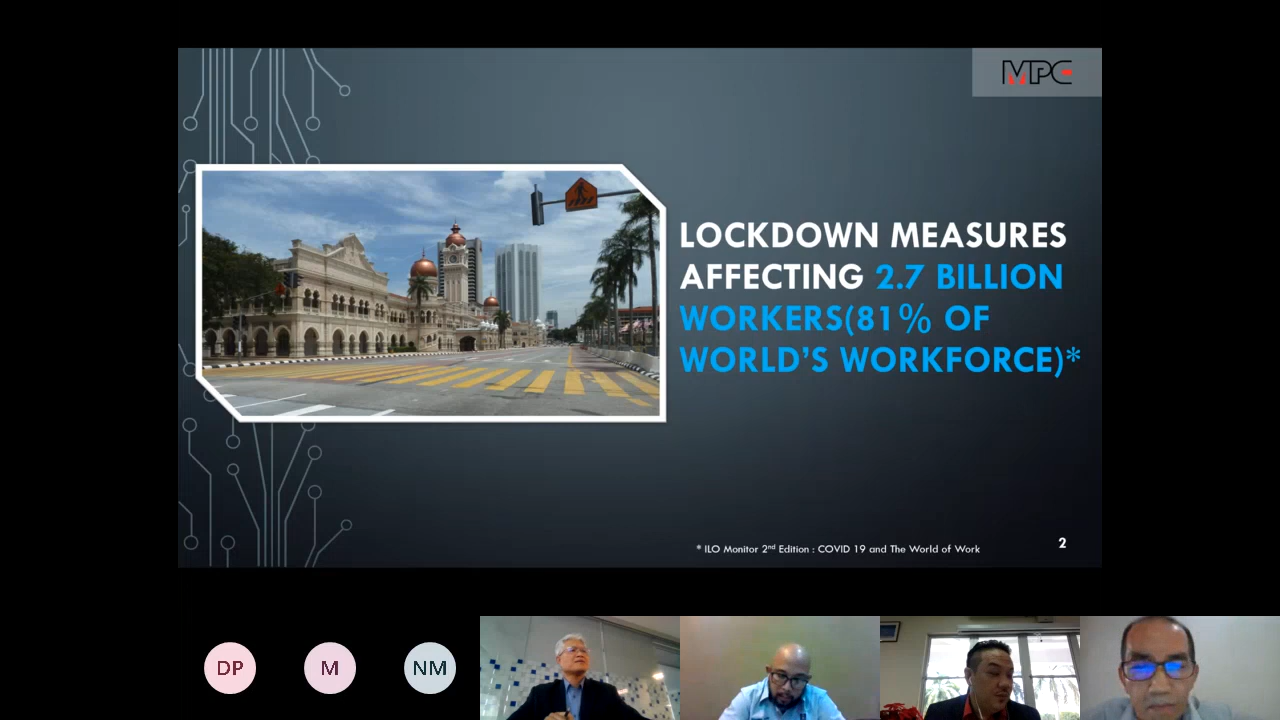 MPC
LOCKDOWN MEASURES
AFFECTING 2.7 BILLION
WORKERS(81% OF
WORLD'S WORKFORCE)*
* ILO Monitor 2nd Edition : COVID 19 and The World of Work
2
DP
M
NM